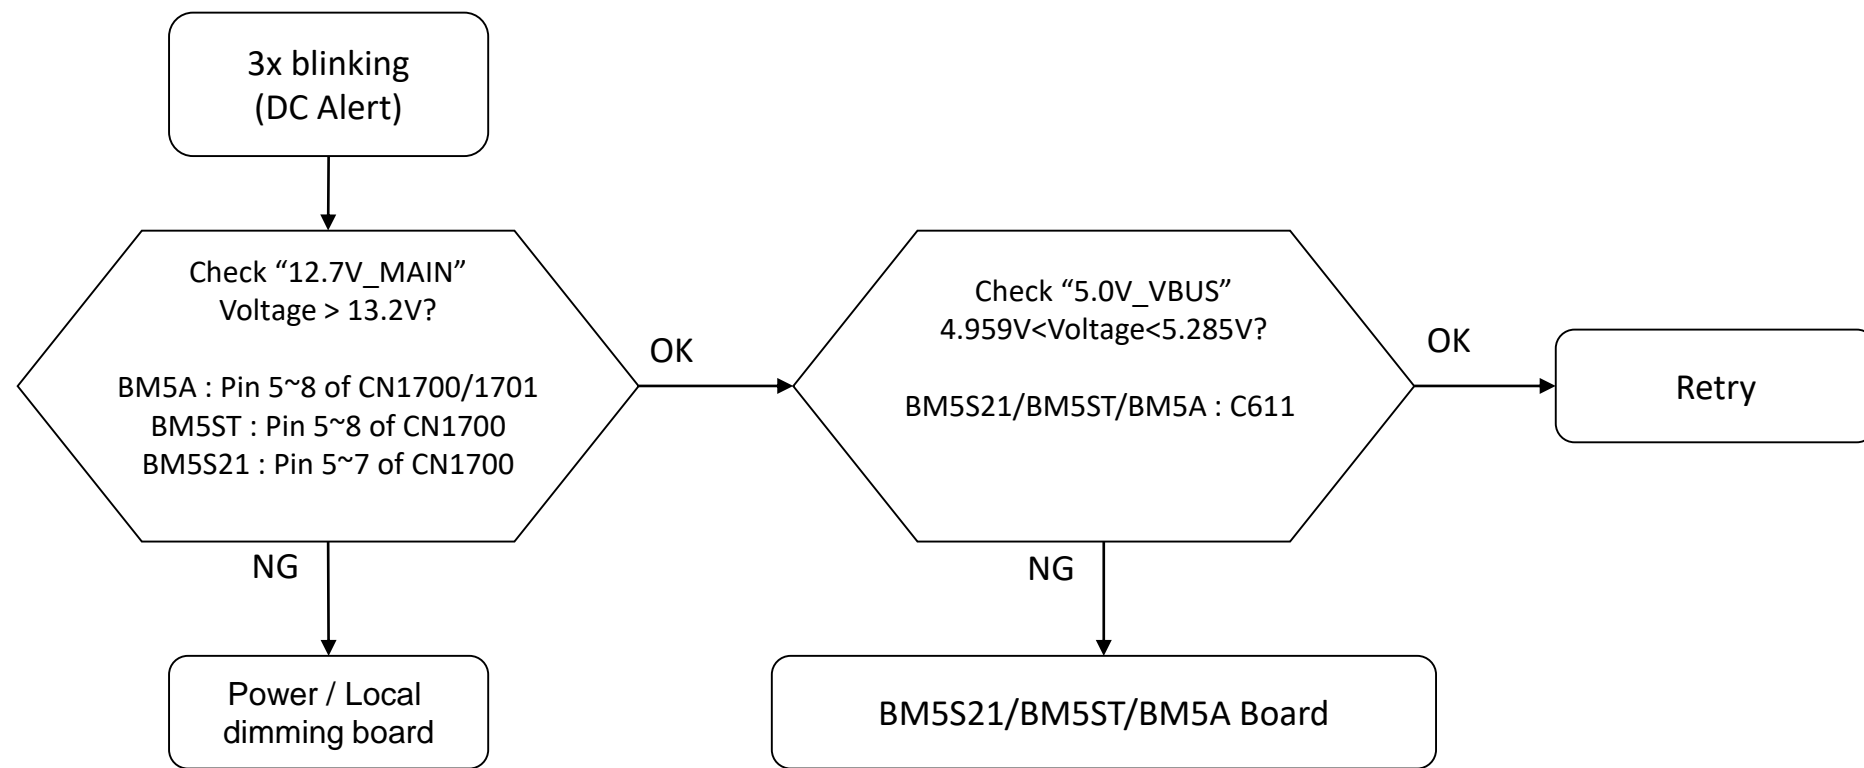 3x blinking
(DC Alert)
Check “12.7V_MAIN”
Voltage > 13.2V?
BM5A : Pin 5~8 of CN1700/1701
BM5ST : Pin 5~8 of CN1700
BM5S21 : Pin 5~7 of CN1700
OK
NG
Power / Local
dimming board
Check “5.0V_VBUS”
4.959V<Voltage<5.285V?
BM5S21/BM5ST/BM5A : C611
OK
NG
BM5S21/BM5ST/BM5A Board
Retry